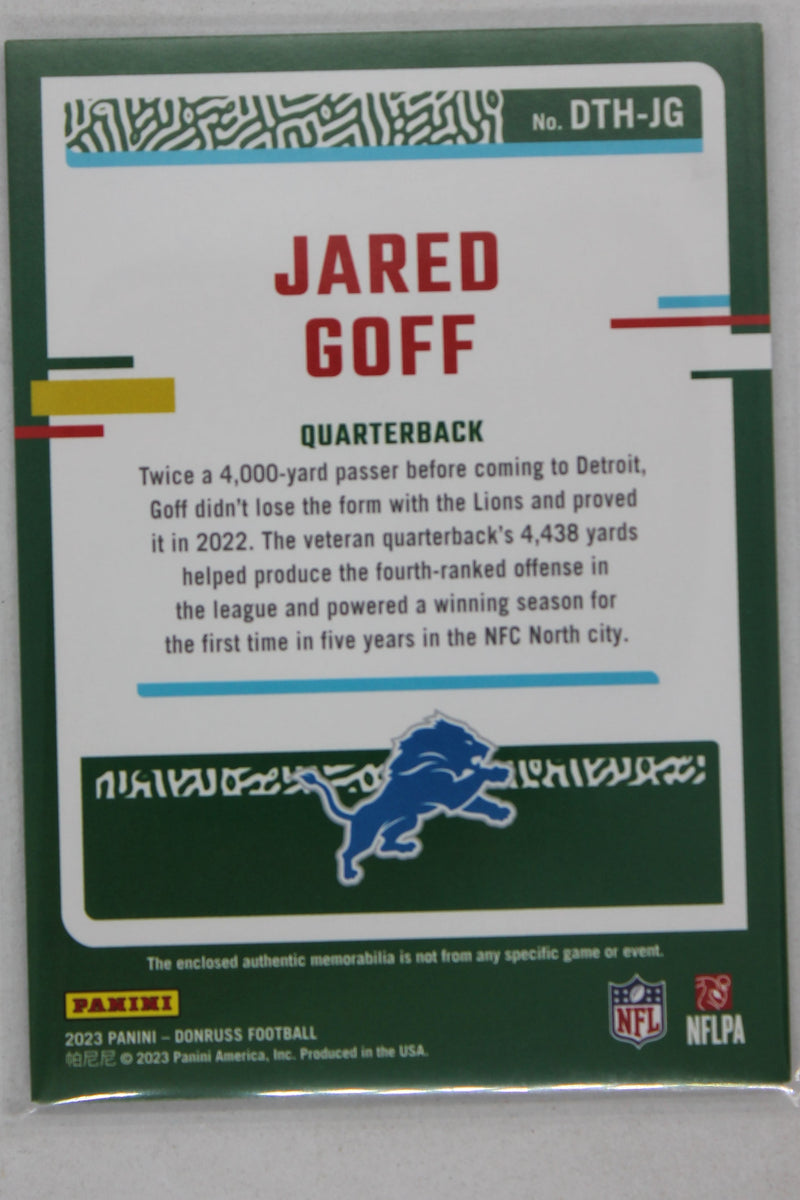 No. DTH-JG
JARED
GOFF
QUARTERBACK
Twice a 4,000-yard passer before coming to Detroit,
Goff didn't lose the form with the Lions and proved
it in 2022. The veteran quarterback's 4,438 yards
helped produce the fourth-ranked offense in
the league and powered a winning season for
the first time in five years in the NFC North city.
The enclosed authentic memorabilia is not from any specific game or event.
PANINI
2023 PANINI – DONRUSS FOOTBALL
帕尼尼 © 2023 Panini America, Inc. Produced in the USA.
NFL
NFLPA